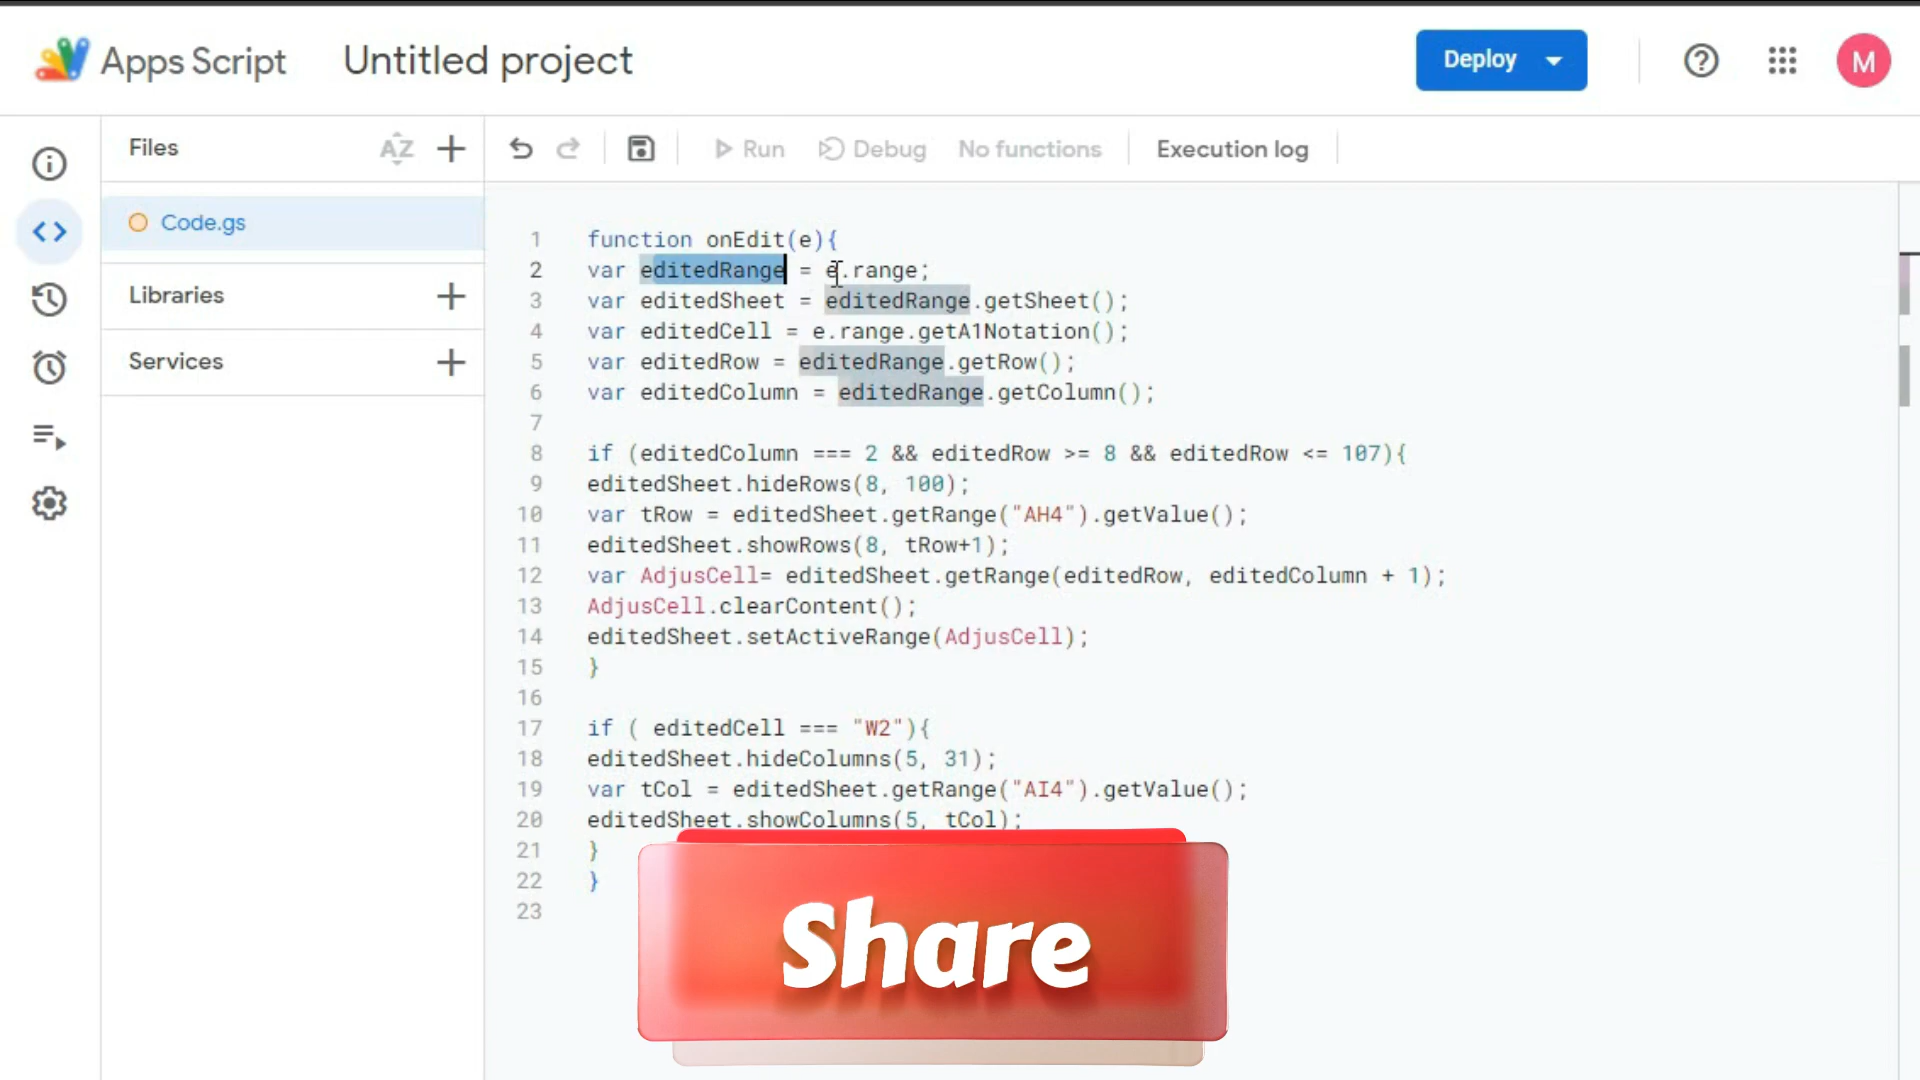 Apps Script
Untitled project
Deploy
M
Files
AZ
Run
Debug
No functions
Execution log
Code.gs
Libraries
Services
1 function onEdit(e){
2 var editedRange = e.range;
3 var editedSheet = editedRange.getSheet();
4 var editedCell = e.range.getA1Notation();
5 var editedRow = editedRange.getRow();
6 var editedColumn = editedRange.getColumn();
7
8 if (editedColumn === 2 && editedRow >= 8 && editedRow <= 107){
9 editedSheet.hideRows(8, 100);
10 var tRow = editedSheet.getRange("AH4").getValue();
11 editedSheet.showRows(8, tRow+1);
12 var AdjusCell= editedSheet.getRange(editedRow, editedColumn + 1);
13 AdjusCell.clearContent();
14 editedSheet.setActiveRange(AdjusCell);
15 }
16
17 if ( editedCell === "W2"){
18 editedSheet.hideColumns(5, 31);
19 var tCol = editedSheet.getRange("AI4").getValue();
20 editedSheet.showColumns(5, tCol);
21 }
22 }
23
Share